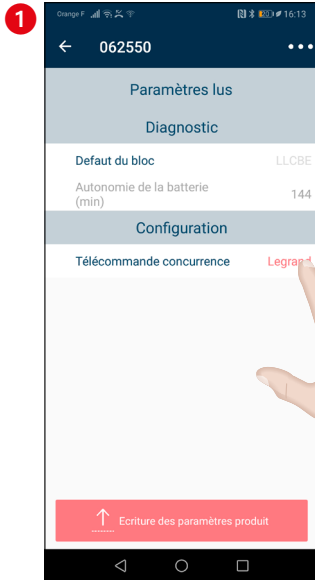 1
Orange F 20 16:13
062550
Paramètres lus
Diagnostic
Defaut du bloc LLCBE
Autonomie de la batterie
(min) 144
Configuration
Télécommande concurrence Legrand
Ecriture des paramètres produit